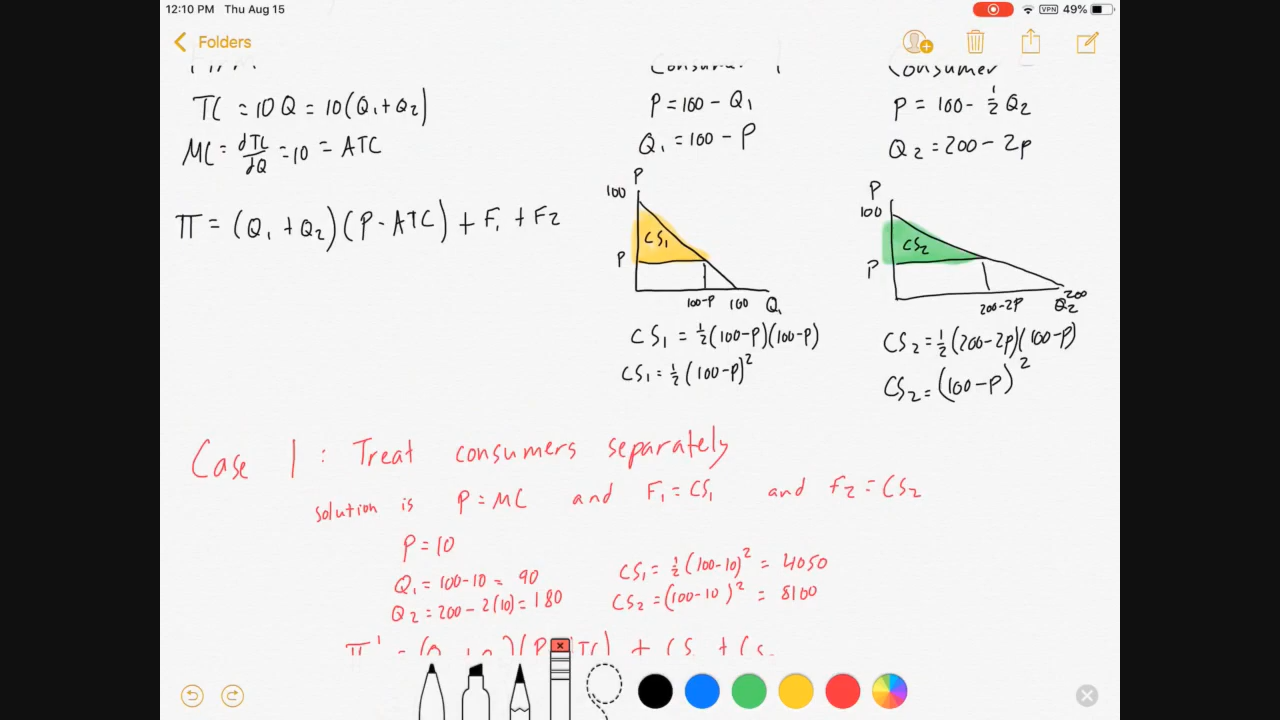 12:10 PM Thu Aug 15
VPN 49%
Folders
Firm
TC = 10Q = 10(Q₁+Q₂)
MC = dTC/dQ = 10 = ATC
π = (Q₁ + Q₂)(P - ATC) + F₁ + F₂
Consumer 1
P = 100 - Q₁
Q₁ = 100 - P
P
100
CS₁
P
100-P 100 Q₁
CS₁ = ½(100-P)(100-P)
CS₁ = ½(100-P)²
Consumer
P = 100 - ½Q₂
Q₂ = 200 - 2P
P
100
CS₂
P
200-2P 200
Q₂
CS₂ = ½(200-2P)(100-P)
CS₂ = (100-P)²
Case 1 : Treat consumers separately
solution is P = MC and F₁ = CS₁ and F₂ = CS₂
P = 10
Q₁ = 100-10 = 90
Q₂ = 200 - 2(10) = 180
CS₁ = ½(100-10)² = 4050
CS₂ = (100-10)² = 8100